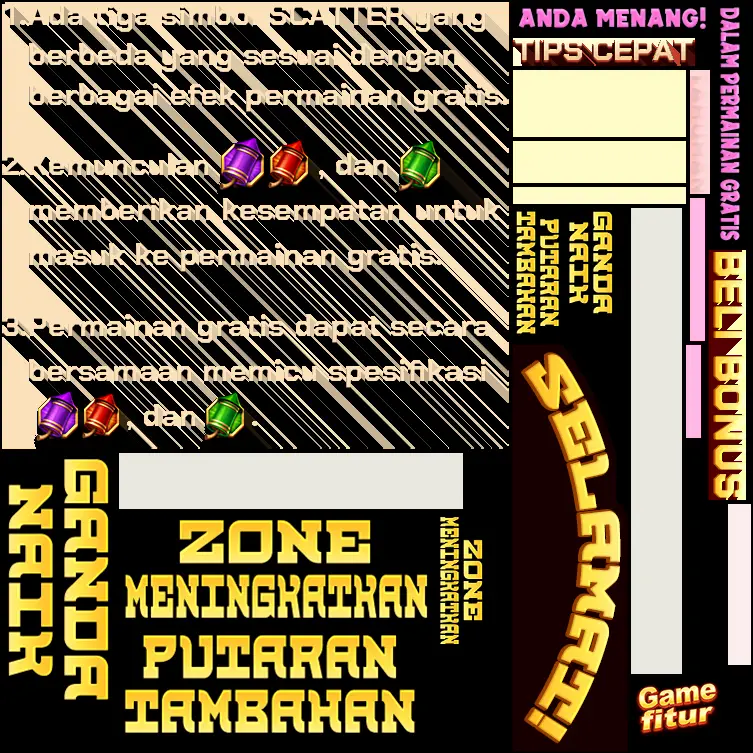 1.Ada tiga simbol SCATTER yang
berbeda yang sesuai dengan
berbagai efek permainan gratis.
2.Kemunculan , dan
memberikan kesempatan untuk
masuk ke permainan gratis.
3.Permainan gratis dapat secara
bersamaan memicu spesifikasi
, dan .
ANDA MENANG!
TIPS CEPAT
DALAM PERMAINAN GRATIS
GANDA
NAIK
PUTARAN
TAMBAHAN
BELI BONUS
SELAMAT!
GANDA
NAIK
ZONE
MENINGKATKAN
PUTARAN
TAMBAHAN
ZONE
MENINGKATKAN
Game
fitur